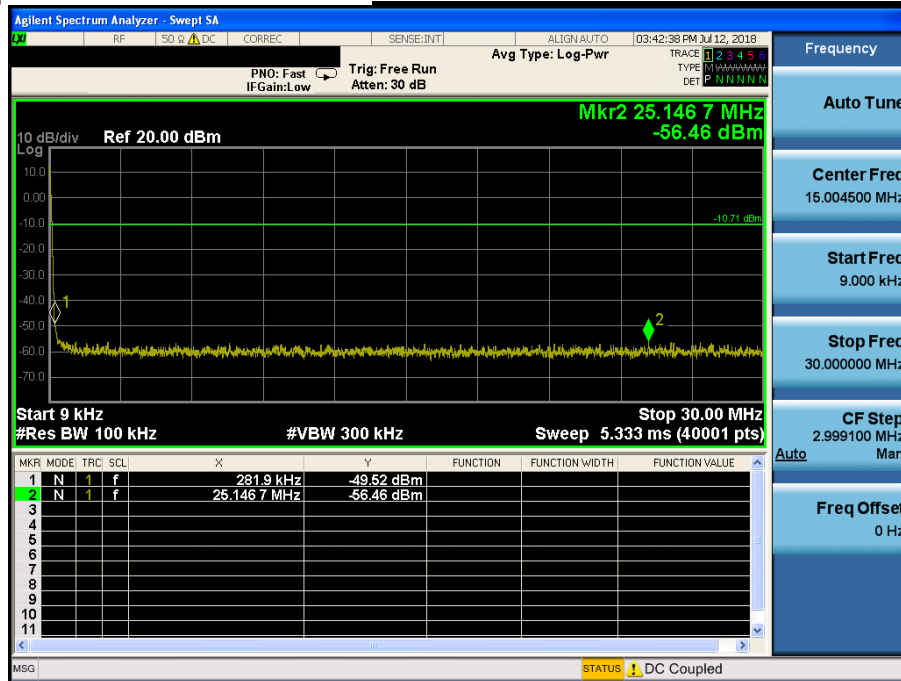 Agilent Spectrum Analyzer - Swept SA
LXI RF 50 Ω DC CORREC SENSE:INT ALIGN AUTO 03:42:38 PM Jul 12, 2018
Avg Type: Log-Pwr
TRACE 1 2 3 4 5 6
PNO: Fast Trig: Free Run
TYPE M W W W W W
IFGain:Low Atten: 30 dB
DET P N N N N N
Mkr2 25.146 7 MHz
-56.46 dBm
10 dB/div Ref 20.00 dBm
Log
10.0
0.00
-10.0
-10.71 dBm
-20.0
-30.0
-40.0
1
-50.0
2
-60.0
-70.0
Start 9 kHz Stop 30.00 MHz
#Res BW 100 kHz #VBW 300 kHz Sweep 5.333 ms (40001 pts)
MKR MODE TRC SCL X Y FUNCTION FUNCTION WIDTH FUNCTION VALUE
1 N 1 f 281.9 kHz -49.52 dBm
2 N 1 f 25.146 7 MHz -56.46 dBm
3
4
5
6
7
8
9
10
11
MSG STATUS DC Coupled
Frequency
Auto Tune
Center Freq
15.004500 MHz
Start Freq
9.000 kHz
Stop Freq
30.000000 MHz
CF Step
2.999100 MHz
Auto Man
Freq Offset
0 Hz